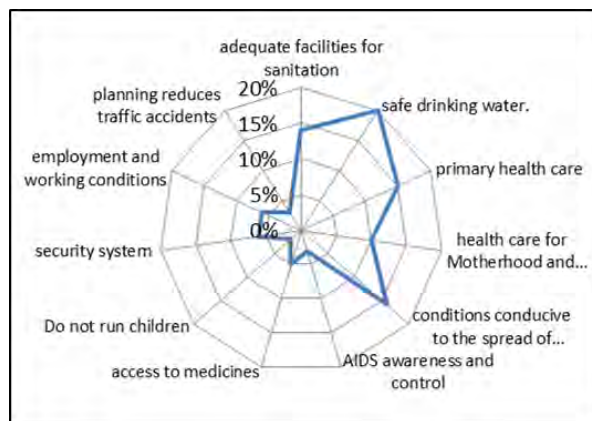 adequate facilities for
sanitation
safe drinking water.
primary health care
health care for
Motherhood and...
conditions conducive
to the spread of...
AIDS awareness and
control
access to medicines
Do not run children
security system
employment and
working conditions
planning reduces
traffic accidents
20%
15%
10%
5%
0%